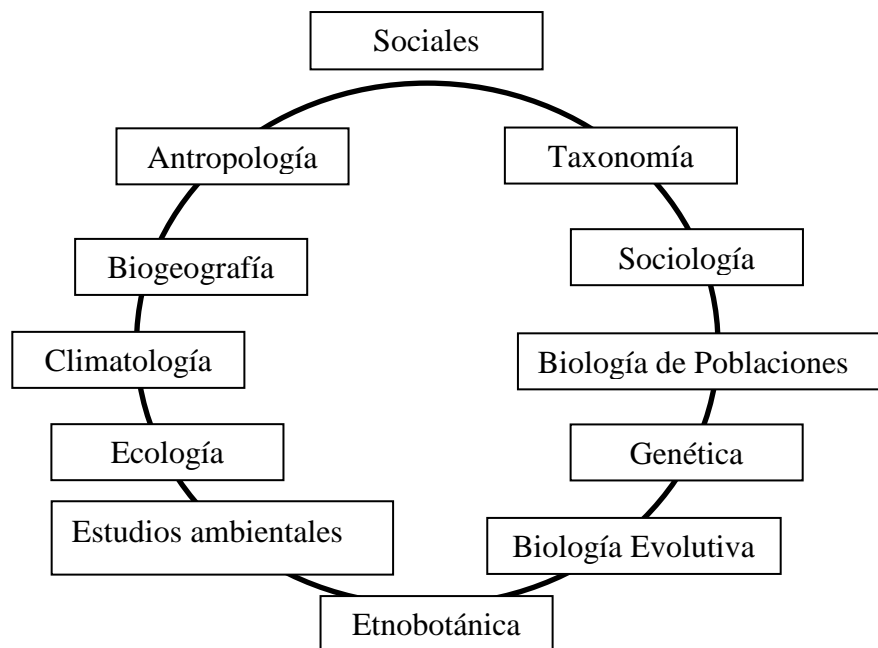 Sociales
Antropología
Taxonomía
Sociología
Biogeografía
Climatología
Biología de Poblaciones
Ecología
Genética
Estudios ambientales
Biología Evolutiva
Etnobotánica